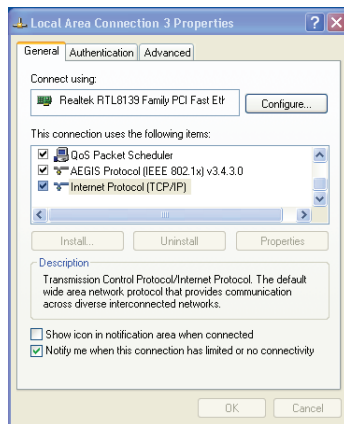 Local Area Connection 3 Properties
General Authentication Advanced
Connect using:
Realtek RTL8139 Family PCI Fast Eth
Configure...
This connection uses the following items:
QoS Packet Scheduler
AEGIS Protocol (IEEE 802.1x) v3.4.3.0
Internet Protocol (TCP/IP)
Install... Uninstall Properties
Description
Transmission Control Protocol/Internet Protocol. The default
wide area network protocol that provides communication
across diverse interconnected networks.
Show icon in notification area when connected
Notify me when this connection has limited or no connectivity
OK Cancel